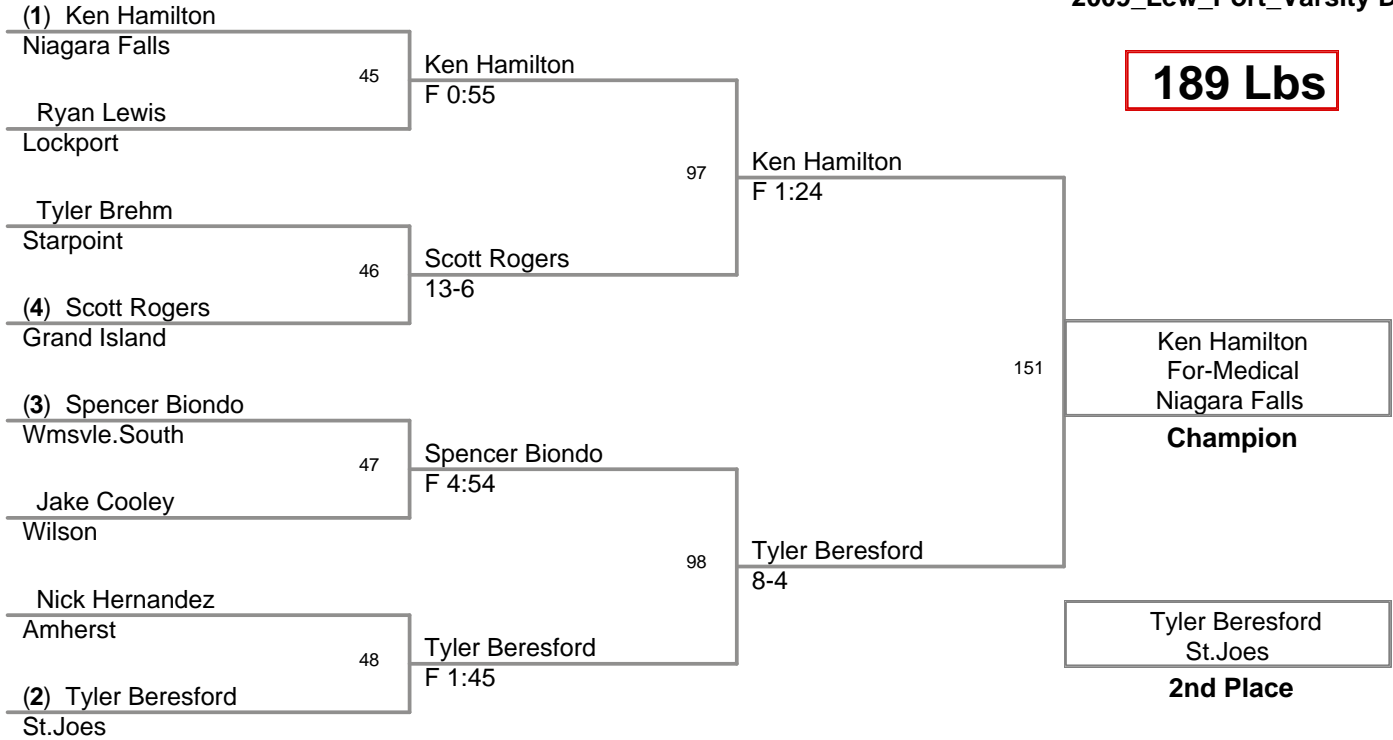 2009_Lew_Port_Varsity
189 Lbs
(1) Ken Hamilton
Niagara Falls
45
Ryan Lewis
Lockport
Ken Hamilton
F 0:55
Tyler Brehm
Starpoint
46
(4) Scott Rogers
Grand Island
Scott Rogers
13-6
97
Ken Hamilton
F 1:24
(3) Spencer Biondo
Wmsvle.South
47
Jake Cooley
Wilson
Spencer Biondo
F 4:54
Nick Hernandez
Amherst
48
(2) Tyler Beresford
St.Joes
Tyler Beresford
F 1:45
98
Tyler Beresford
8-4
151
Ken Hamilton
For-Medical
Niagara Falls
Champion
Tyler Beresford
St.Joes
2nd Place